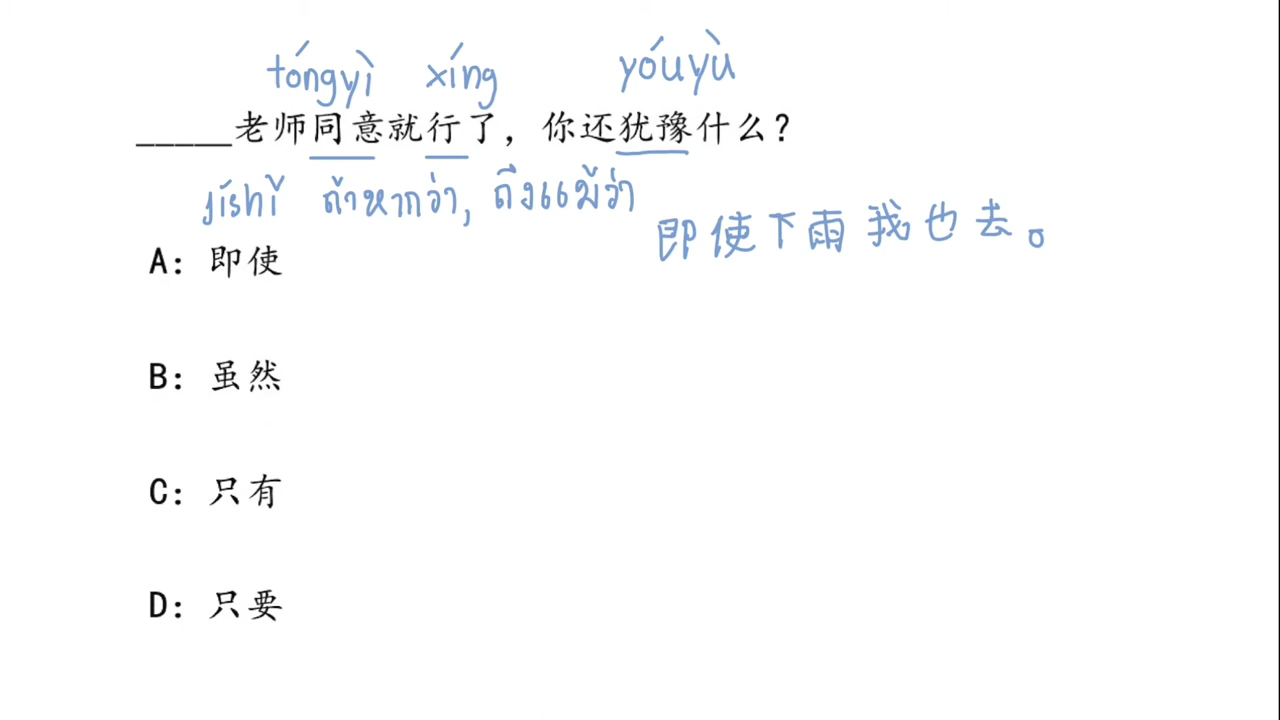 tóngyì xíng yóuyù
_____老师同意就行了，你还犹豫什么？
jíshǐ ถ้าหากว่า, ถึงแม้ว่า
即使下雨我也去。
A：即使
B：虽然
C：只有
D：只要